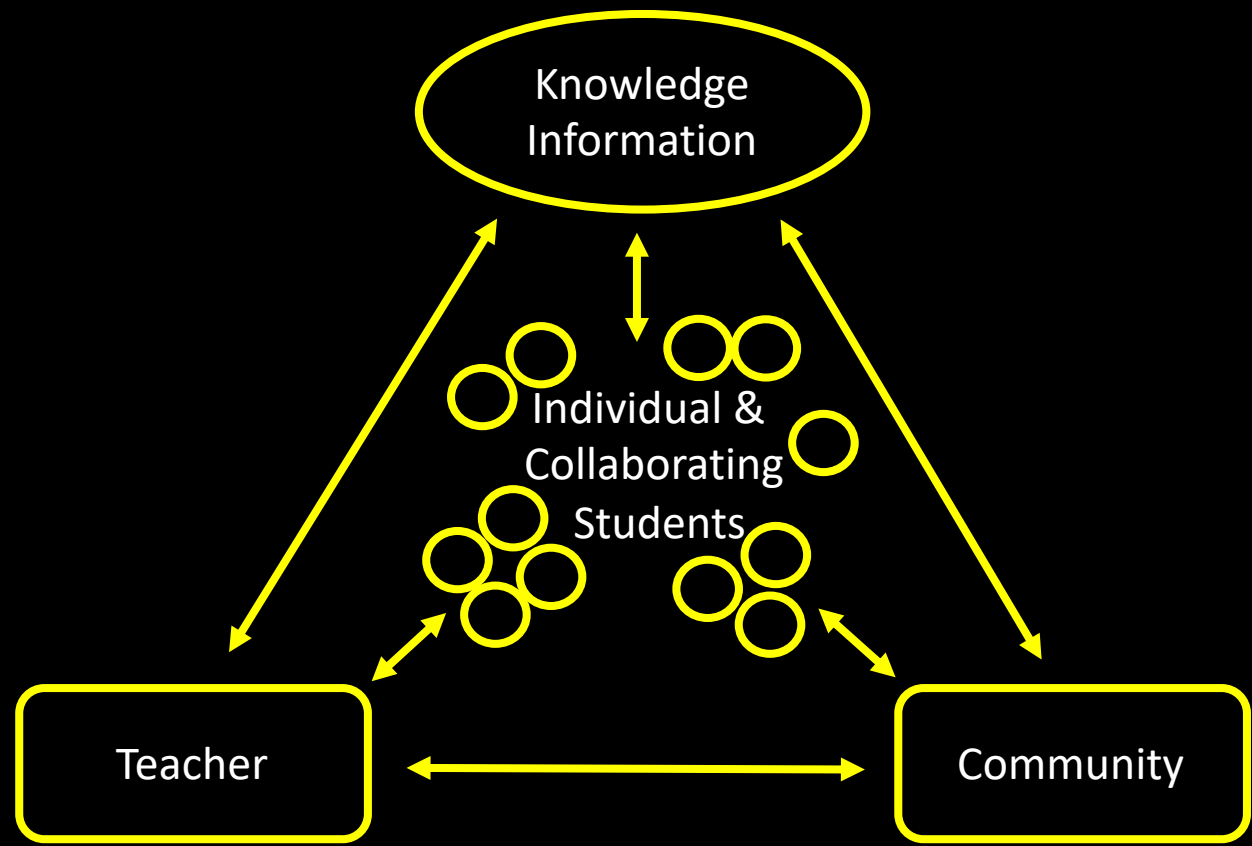 Knowledge
Information
Individual &
Collaborating
Students
Teacher
Community